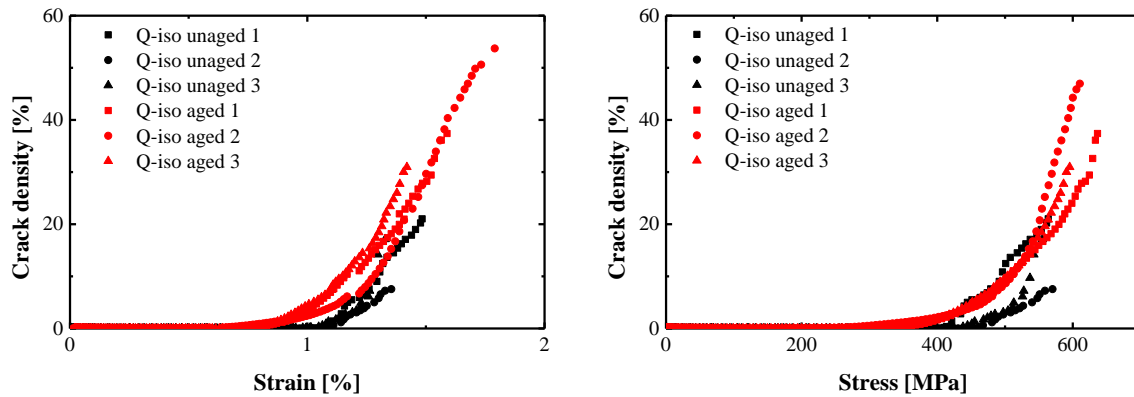 60
40
20
0
Crack density [%]
Q-iso unaged 1
Q-iso unaged 2
Q-iso unaged 3
Q-iso aged 1
Q-iso aged 2
Q-iso aged 3
0
1
2
Strain [%]
60
40
20
0
Crack density [%]
Q-iso unaged 1
Q-iso unaged 2
Q-iso unaged 3
Q-iso aged 1
Q-iso aged 2
Q-iso aged 3
0
200
400
600
Stress [MPa]